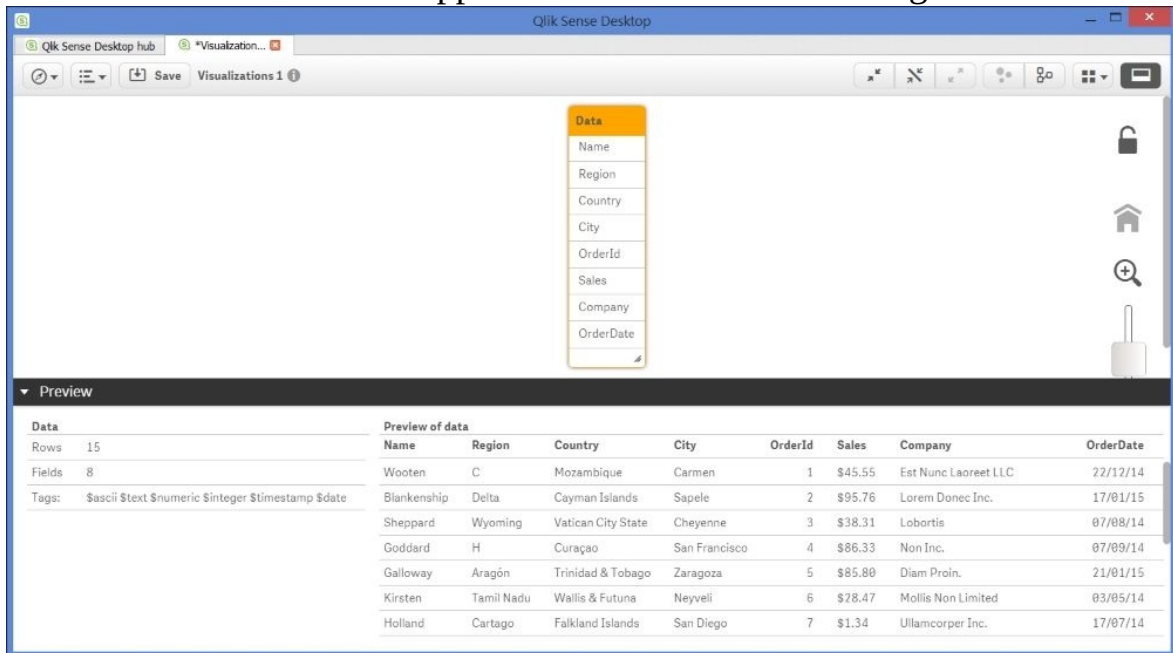 Qlik Sense Desktop
Qlik Sense Desktop hub *Visualization...
Save Visualizations 1
Data
Name
Region
Country
City
OrderId
Sales
Company
OrderDate
Preview
Data
Rows 15
Fields 8
Tags: $ascii $text $numeric $integer $timestamp $date
Preview of data
Name Region Country City OrderId Sales Company OrderDate
Wooten C Mozambique Carmen 1 $45.55 Est Nunc Laoreet LLC 22/12/14
Blankenship Delta Cayman Islands Sapele 2 $95.76 Lorem Donec Inc. 17/01/15
Sheppard Wyoming Vatican City State Cheyenne 3 $38.31 Lobortis 07/08/14
Goddard H Curaçao San Francisco 4 $86.33 Non Inc. 07/09/14
Galloway Aragón Trinidad & Tobago Zaragoza 5 $85.80 Diam Proin. 21/01/15
Kirsten Tamil Nadu Wallis & Futuna Neyveli 6 $28.47 Mollis Non Limited 03/05/14
Holland Cartago Falkland Islands San Diego 7 $1.34 Ullamcorper Inc. 17/07/14